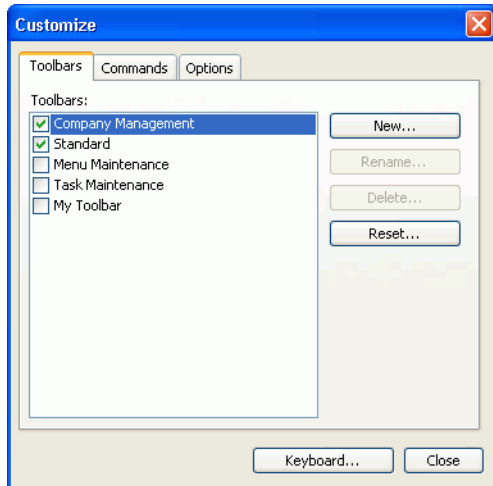 Customize
Toolbars Commands Options
Toolbars:
Company Management
Standard
Menu Maintenance
Task Maintenance
My Toolbar
New...
Rename...
Delete...
Reset...
Keyboard... Close